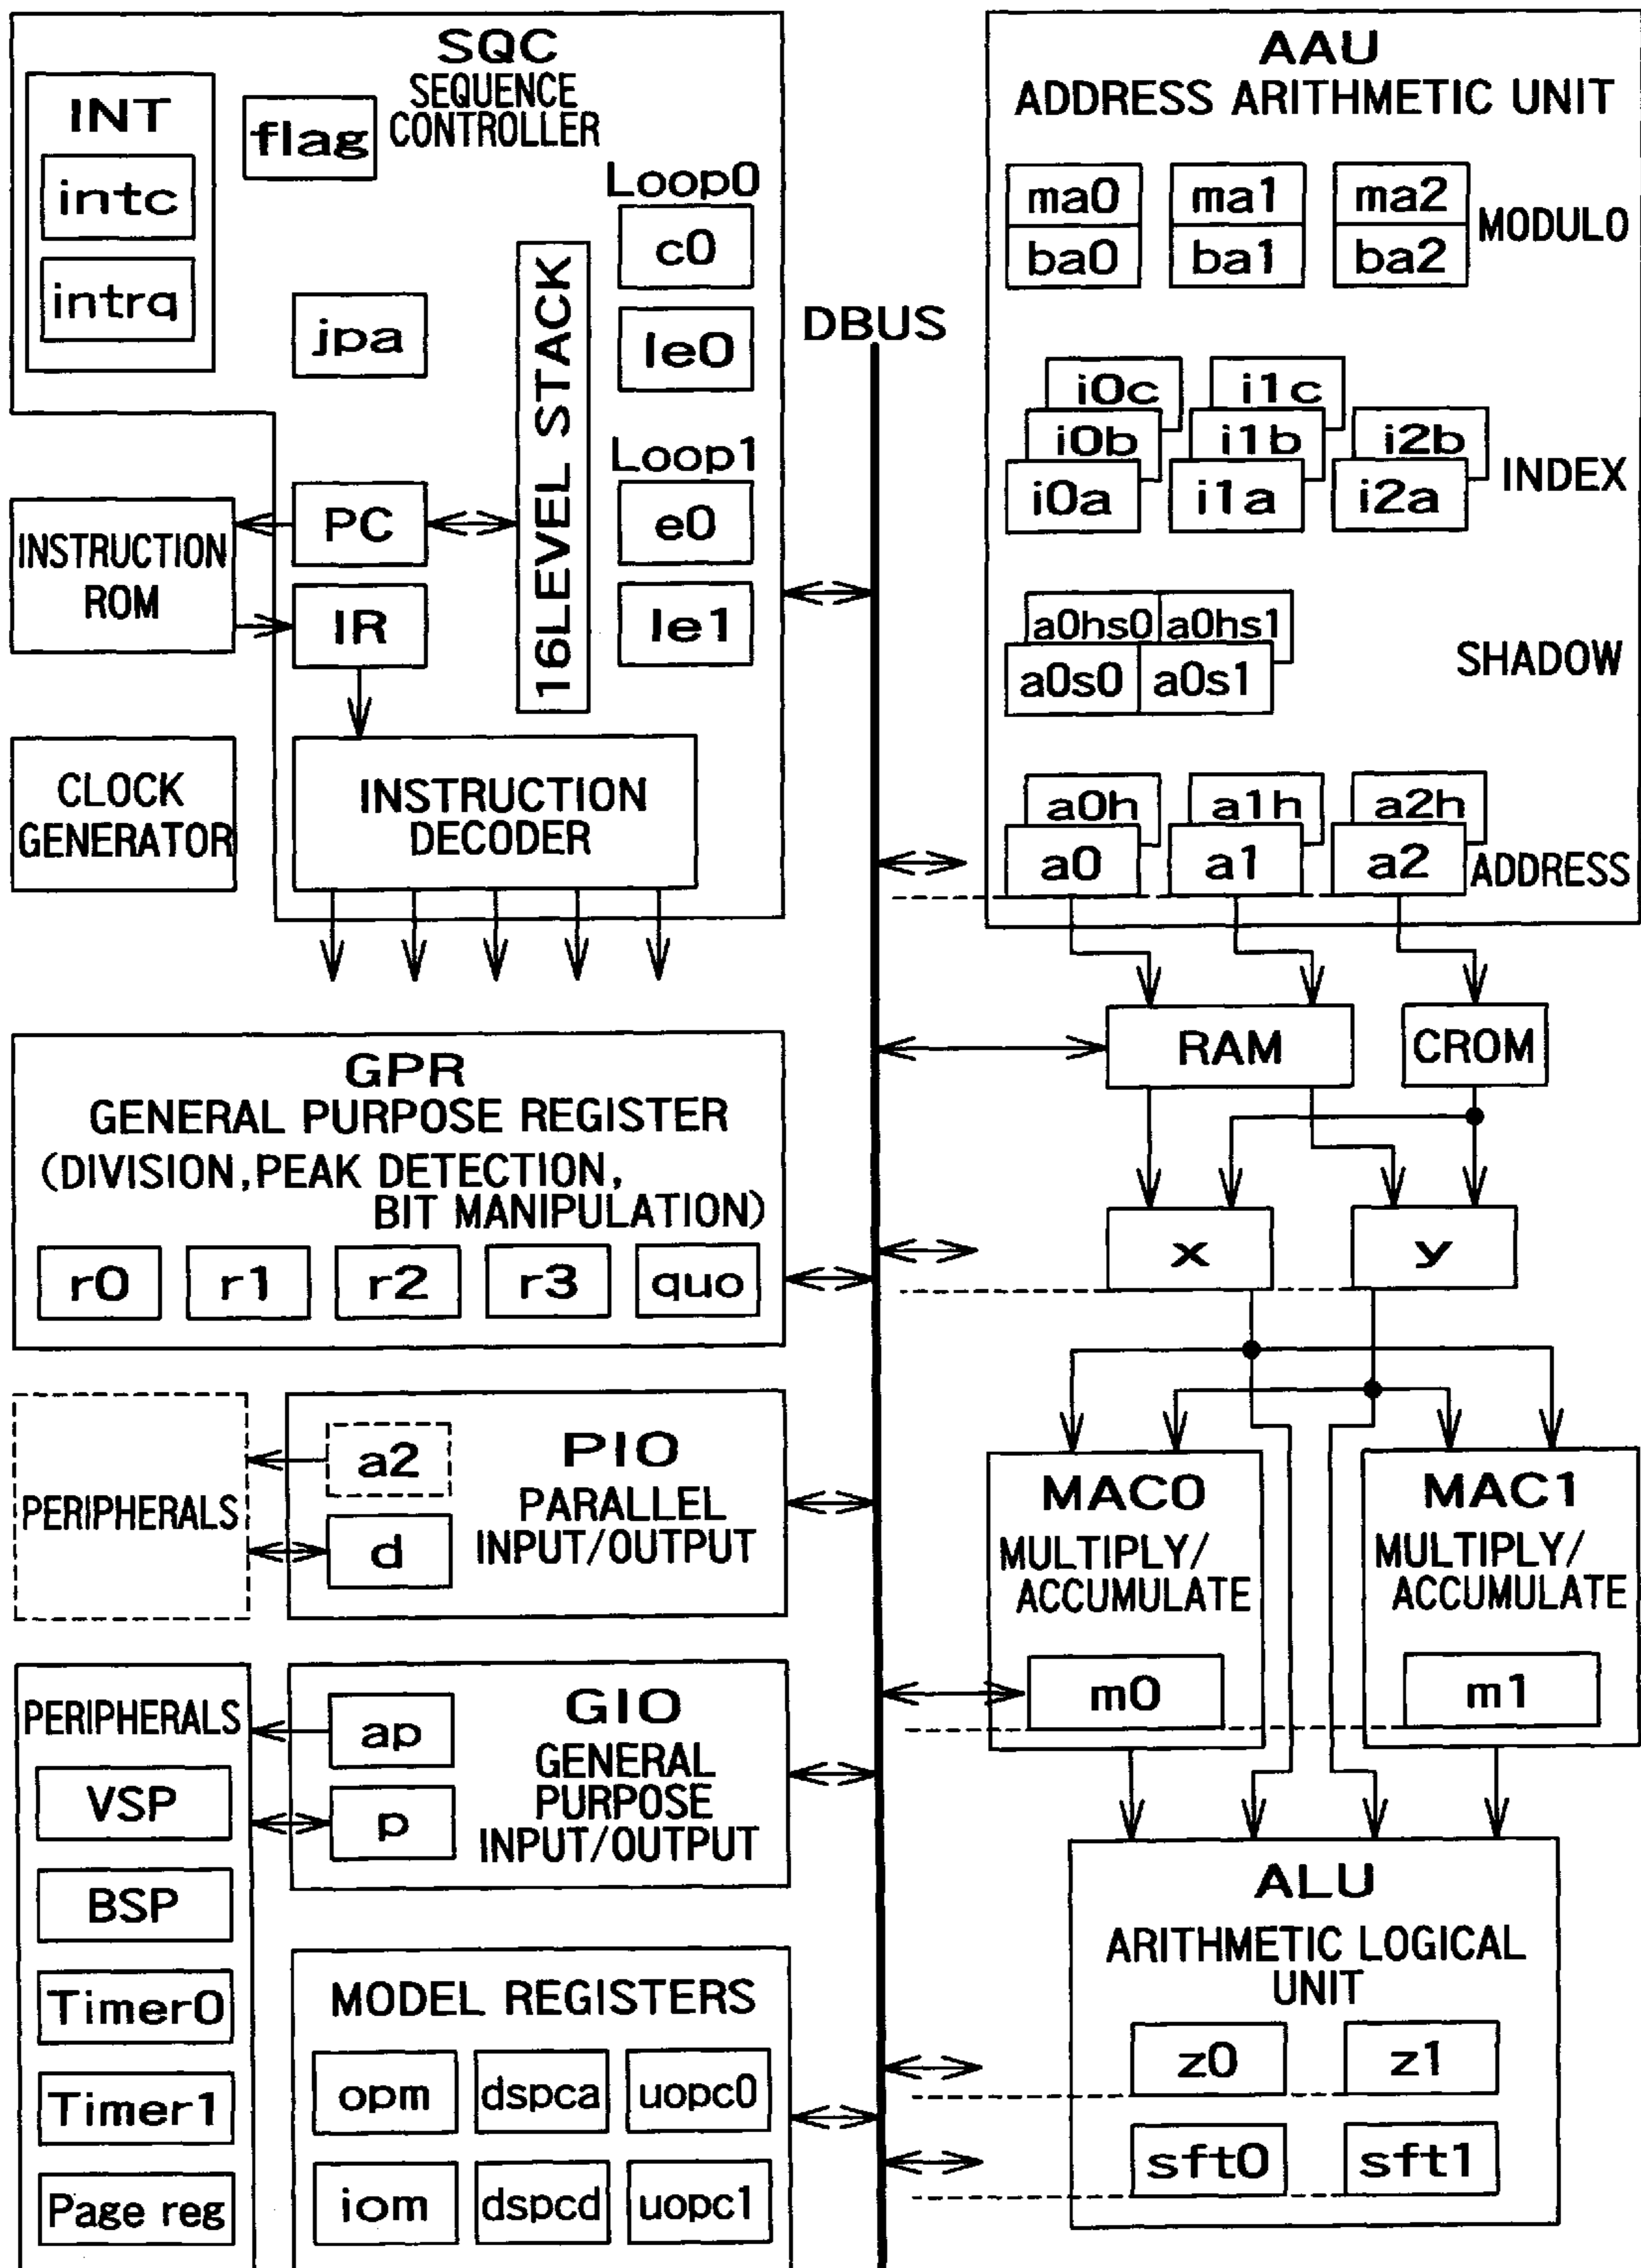 SQC
SEQUENCE
CONTROLLER
INT
intc
intrq
flag
jpa
16LEVEL STACK
Loop0
c0
le0
Loop1
e0
le1
INSTRUCTION
ROM
PC
IR
CLOCK
GENERATOR
INSTRUCTION
DECODER
DBUS
AAU
ADDRESS ARITHMETIC UNIT
ma0 ma1 ma2
ba0 ba1 ba2
MODULO
i0c i1c
i0b i1b i2b
i0a i1a i2a
INDEX
a0hs0 a0hs1
a0s0 a0s1
SHADOW
a0h a1h a2h
a0 a1 a2
ADDRESS
RAM
CROM
x
y
GPR
GENERAL PURPOSE REGISTER
(DIVISION,PEAK DETECTION,
BIT MANIPULATION)
r0 r1 r2 r3 quo
PERIPHERALS
a2
d
PIO
PARALLEL
INPUT/OUTPUT
MAC0
MULTIPLY/
ACCUMULATE
m0
MAC1
MULTIPLY/
ACCUMULATE
m1
PERIPHERALS
VSP
BSP
Timer0
Timer1
Page reg
ap
p
GIO
GENERAL
PURPOSE
INPUT/OUTPUT
MODEL REGISTERS
opm dspca uopc0
iom dspcd uopc1
ALU
ARITHMETIC LOGICAL
UNIT
z0 z1
sft0 sft1